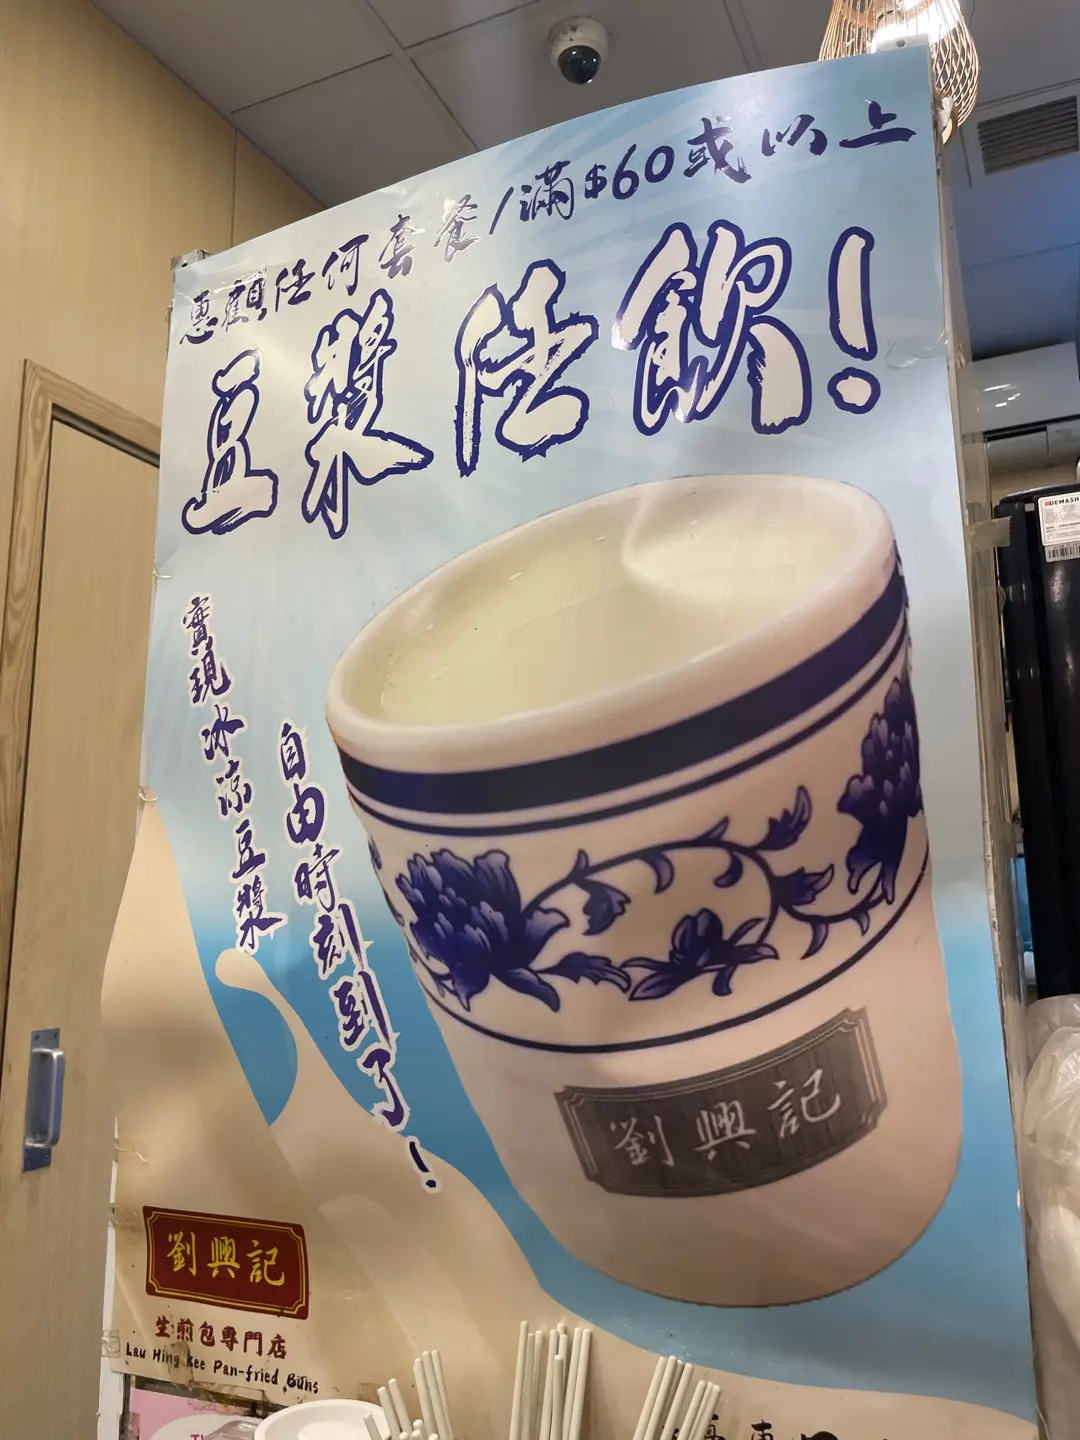 惠顧任何套餐/滿$60或以上
豆漿任飲!
實現冰凉豆漿
自由時刻到了!
劉興記
劉興記
生煎包專門店
Lau Hing Kee Pan-fried Buns
DEMASH